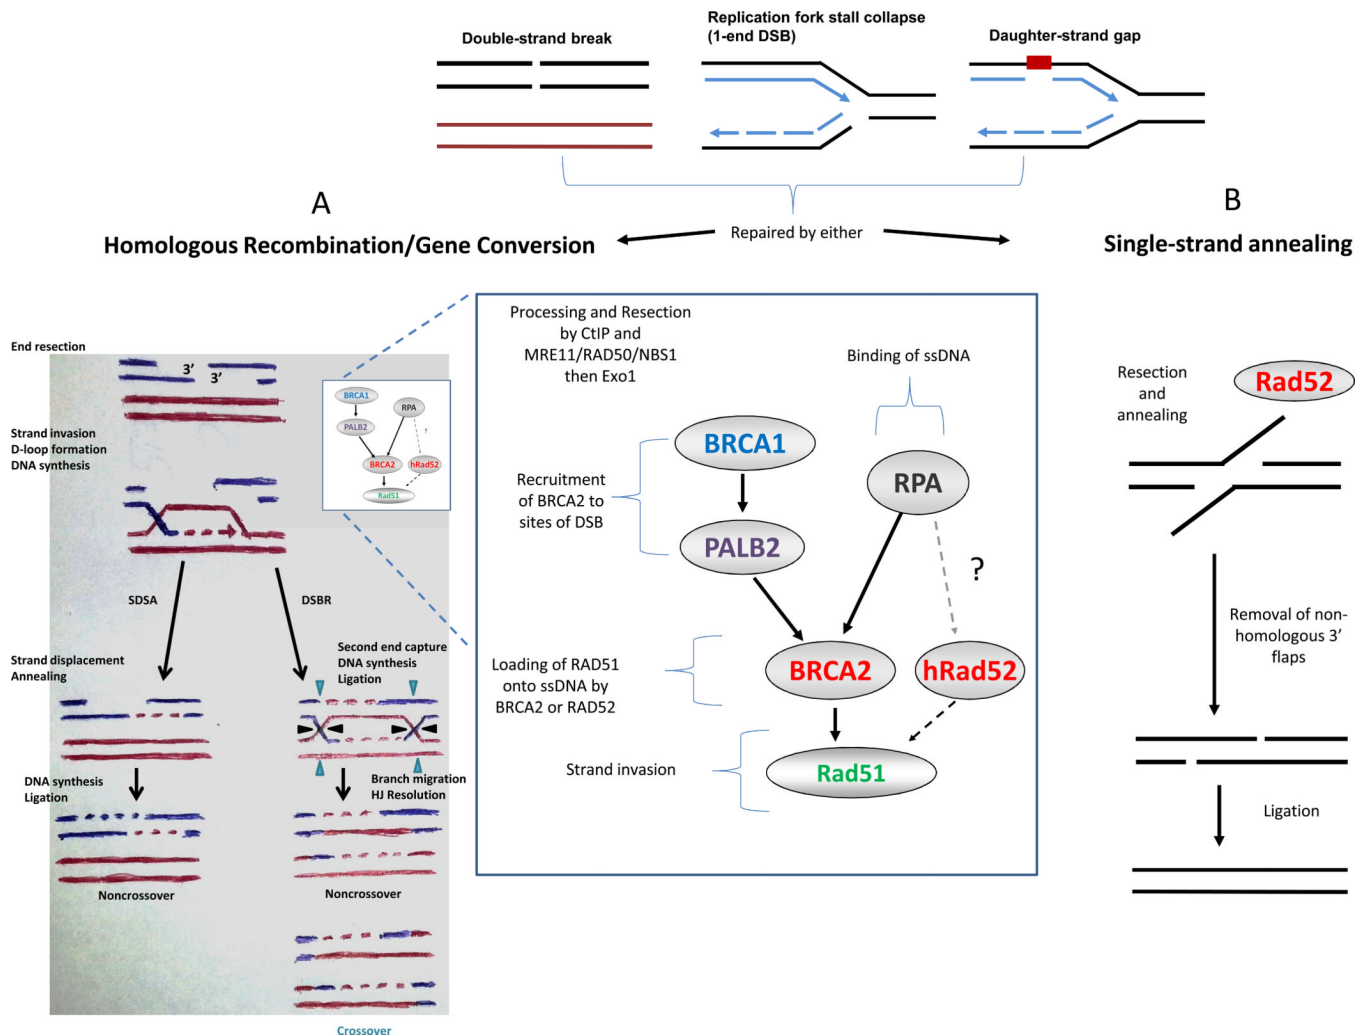 Double-strand break
Replication fork stall collapse
(1-end DSB)
Daughter-strand gap
A
Homologous Recombination/Gene Conversion
Repaired by either
B
Single-strand annealing
End resection
3’ 3’
Strand invasion
D-loop formation
DNA synthesis
BRCA1
RPA
PALB2
?
BRCA2
hRad52
Rad51
SDSA
DSBR
Strand displacement
Annealing
Second end capture
DNA synthesis
Ligation
DNA synthesis
Ligation
Branch migration
HJ Resolution
Noncrossover
Noncrossover
Crossover
Processing and Resection
by CtIP and
MRE11/RAD50/NBS1
then Exo1
Binding of ssDNA
BRCA1
RPA
Recruitment
of BRCA2 to
sites of DSB
PALB2
?
Loading of RAD51
onto ssDNA by
BRCA2 or RAD52
BRCA2
hRad52
Strand invasion
Rad51
Resection
and
annealing
Rad52
Removal of non-
homologous 3’
flaps
Ligation